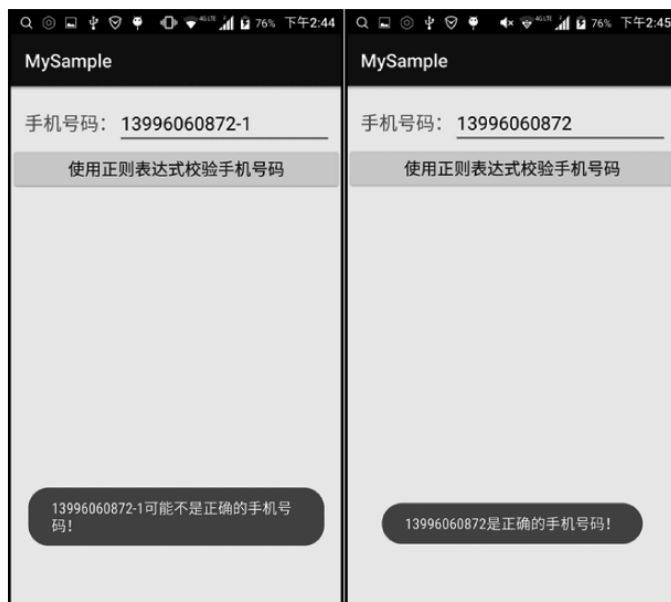 76% 下午2:44
MySample
手机号码： 13996060872-1
使用正则表达式校验手机号码
13996060872-1可能不是正确的手机号
码！
76% 下午2:45
MySample
手机号码： 13996060872
使用正则表达式校验手机号码
13996060872是正确的手机号码！